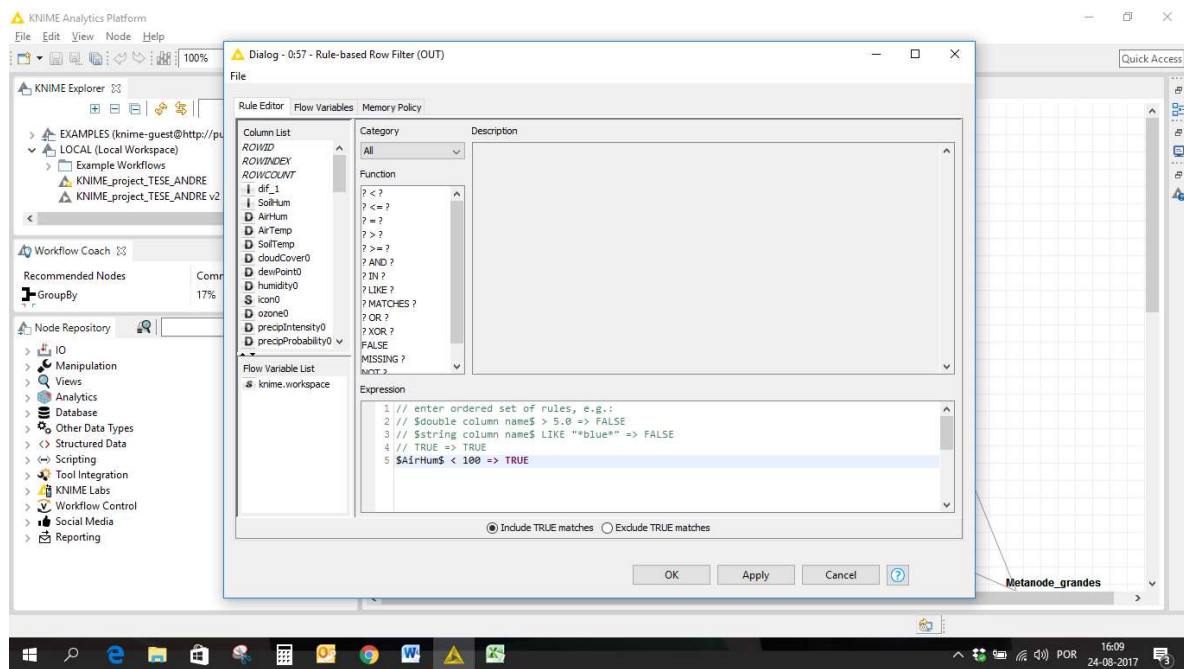 KNIME Analytics Platform
File Edit View Node Help
100%
Quick Access
KNIME Explorer
EXAMPLES (knime-guest@http://pu
LOCAL (Local Workspace)
Example Workflows
KNIME_project_TESE_ANDRE
KNIME_project_TESE_ANDRE v2
Workflow Coach
Recommended Nodes Comr
GroupBy 17%
Node Repository
IO
Manipulation
Views
Analytics
Database
Other Data Types
Structured Data
Scripting
Tool Integration
KNIME Labs
Workflow Control
Social Media
Reporting
Dialog - 0:57 - Rule-based Row Filter (OUT)
File
Rule Editor Flow Variables Memory Policy
Column List
ROWID
ROWINDEX
ROWCOUNT
I dif_1
I SoilHum
D AirHum
D AirTemp
D SoilTemp
D cloudCover0
D dewPoint0
D humidity0
S icon0
D ozone0
D precipIntensity0
D precipProbability0
Flow Variable List
s knime.workspace
Category
All
Function
? < ?
? <= ?
? = ?
? > ?
? >= ?
? AND ?
? IN ?
? LIKE ?
? MATCHES ?
? OR ?
? XOR ?
FALSE
MISSING ?
NOT ?
Description
Expression
1 // enter ordered set of rules, e.g.:
2 // $double column name$ > 5.0 => FALSE
3 // $string column name$ LIKE "*blue*" => FALSE
4 // TRUE => TRUE
5 $AirHum$ < 100 => TRUE
Include TRUE matches Exclude TRUE matches
OK Apply Cancel ?
Metanode_grandes
POR
16:09
24-08-2017